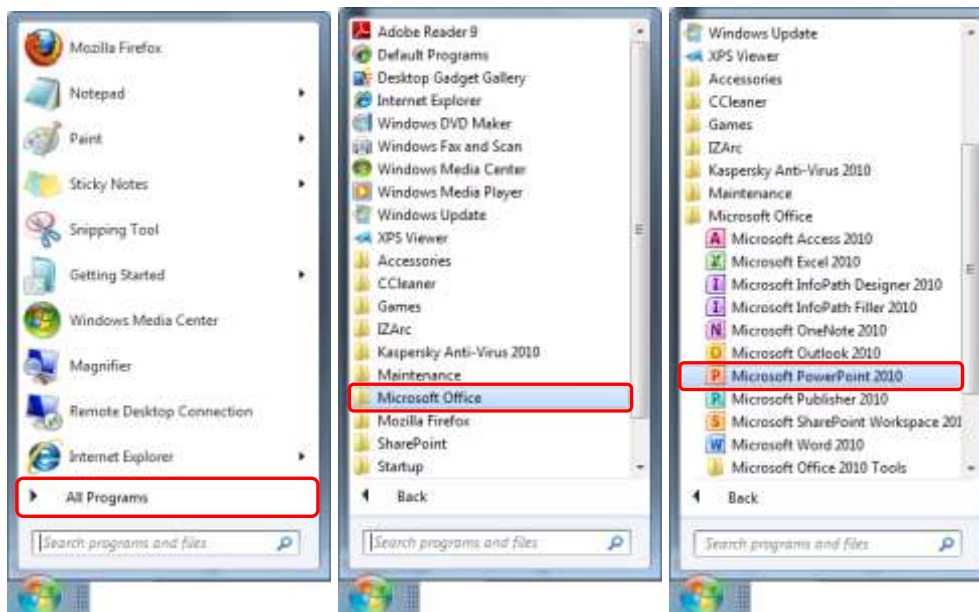 Mozilla Firefox
Notepad
Paint
Sticky Notes
Snipping Tool
Getting Started
Windows Media Center
Magnifier
Remote Desktop Connection
Internet Explorer
All Programs
Search programs and files
Adobe Reader 9
Default Programs
Desktop Gadget Gallery
Internet Explorer
Windows DVD Maker
Windows Fax and Scan
Windows Media Center
Windows Media Player
Windows Update
XPS Viewer
Accessories
CCleaner
Games
IZArc
Kaspersky Anti-Virus 2010
Maintenance
Microsoft Office
Mozilla Firefox
SharePoint
Startup
Back
Search programs and files
Windows Update
XPS Viewer
Accessories
CCleaner
Games
IZArc
Kaspersky Anti-Virus 2010
Maintenance
Microsoft Office
Microsoft Access 2010
Microsoft Excel 2010
Microsoft InfoPath Designer 2010
Microsoft InfoPath Filler 2010
Microsoft OneNote 2010
Microsoft Outlook 2010
Microsoft PowerPoint 2010
Microsoft Publisher 2010
Microsoft SharePoint Workspace 201
Microsoft Word 2010
Microsoft Office 2010 Tools
Back
Search programs and files